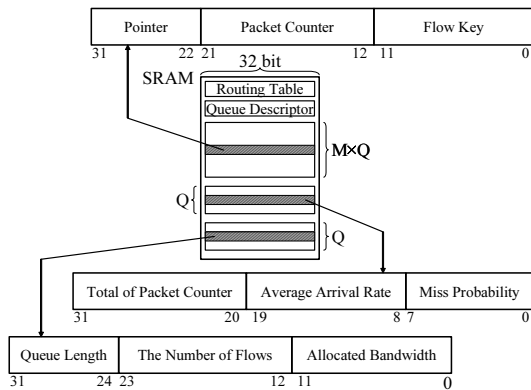 Pointer Packet Counter Flow Key
31 22 21 12 11 0
32 bit
SRAM
Routing Table
Queue Descriptor
M×Q
Q
Q
Total of Packet Counter Average Arrival Rate Miss Probability
31 20 19 8 7 0
Queue Length The Number of Flows Allocated Bandwidth
31 24 23 12 11 0